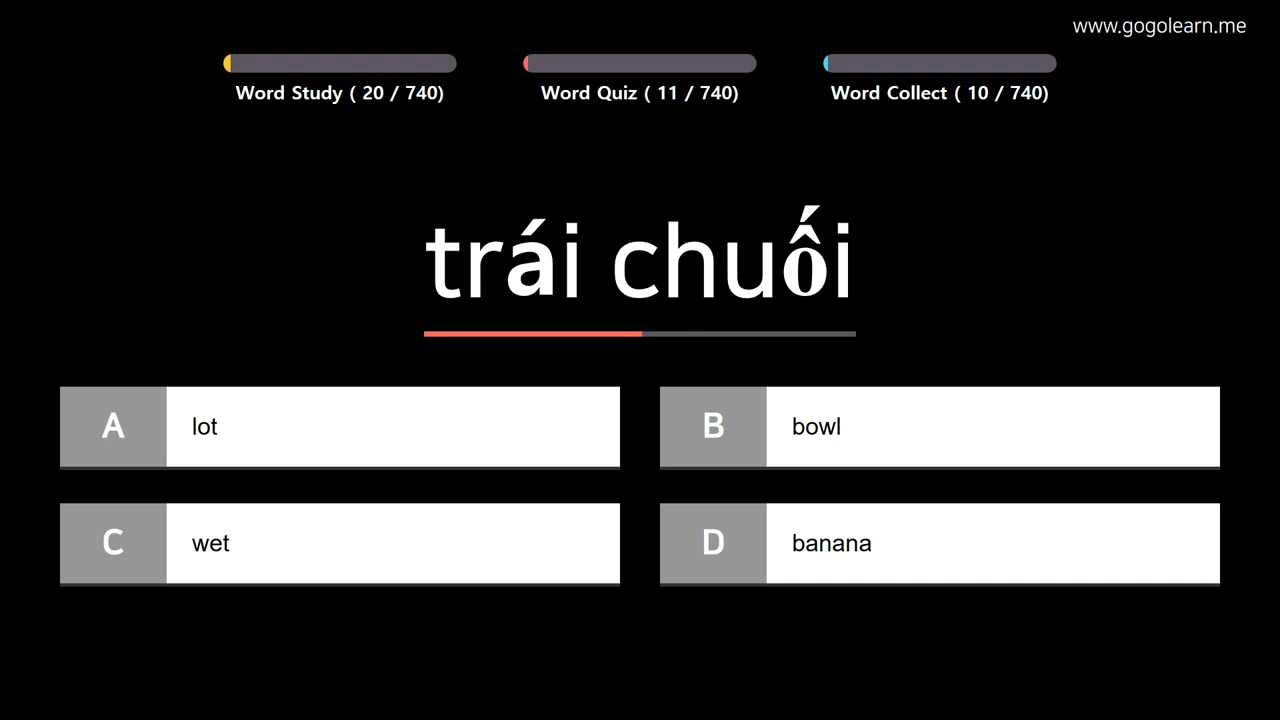 www.gogolearn.me
Word Study ( 20 / 740)
Word Quiz ( 11 / 740)
Word Collect ( 10 / 740)
trái chuối
A lot
B bowl
C wet
D banana